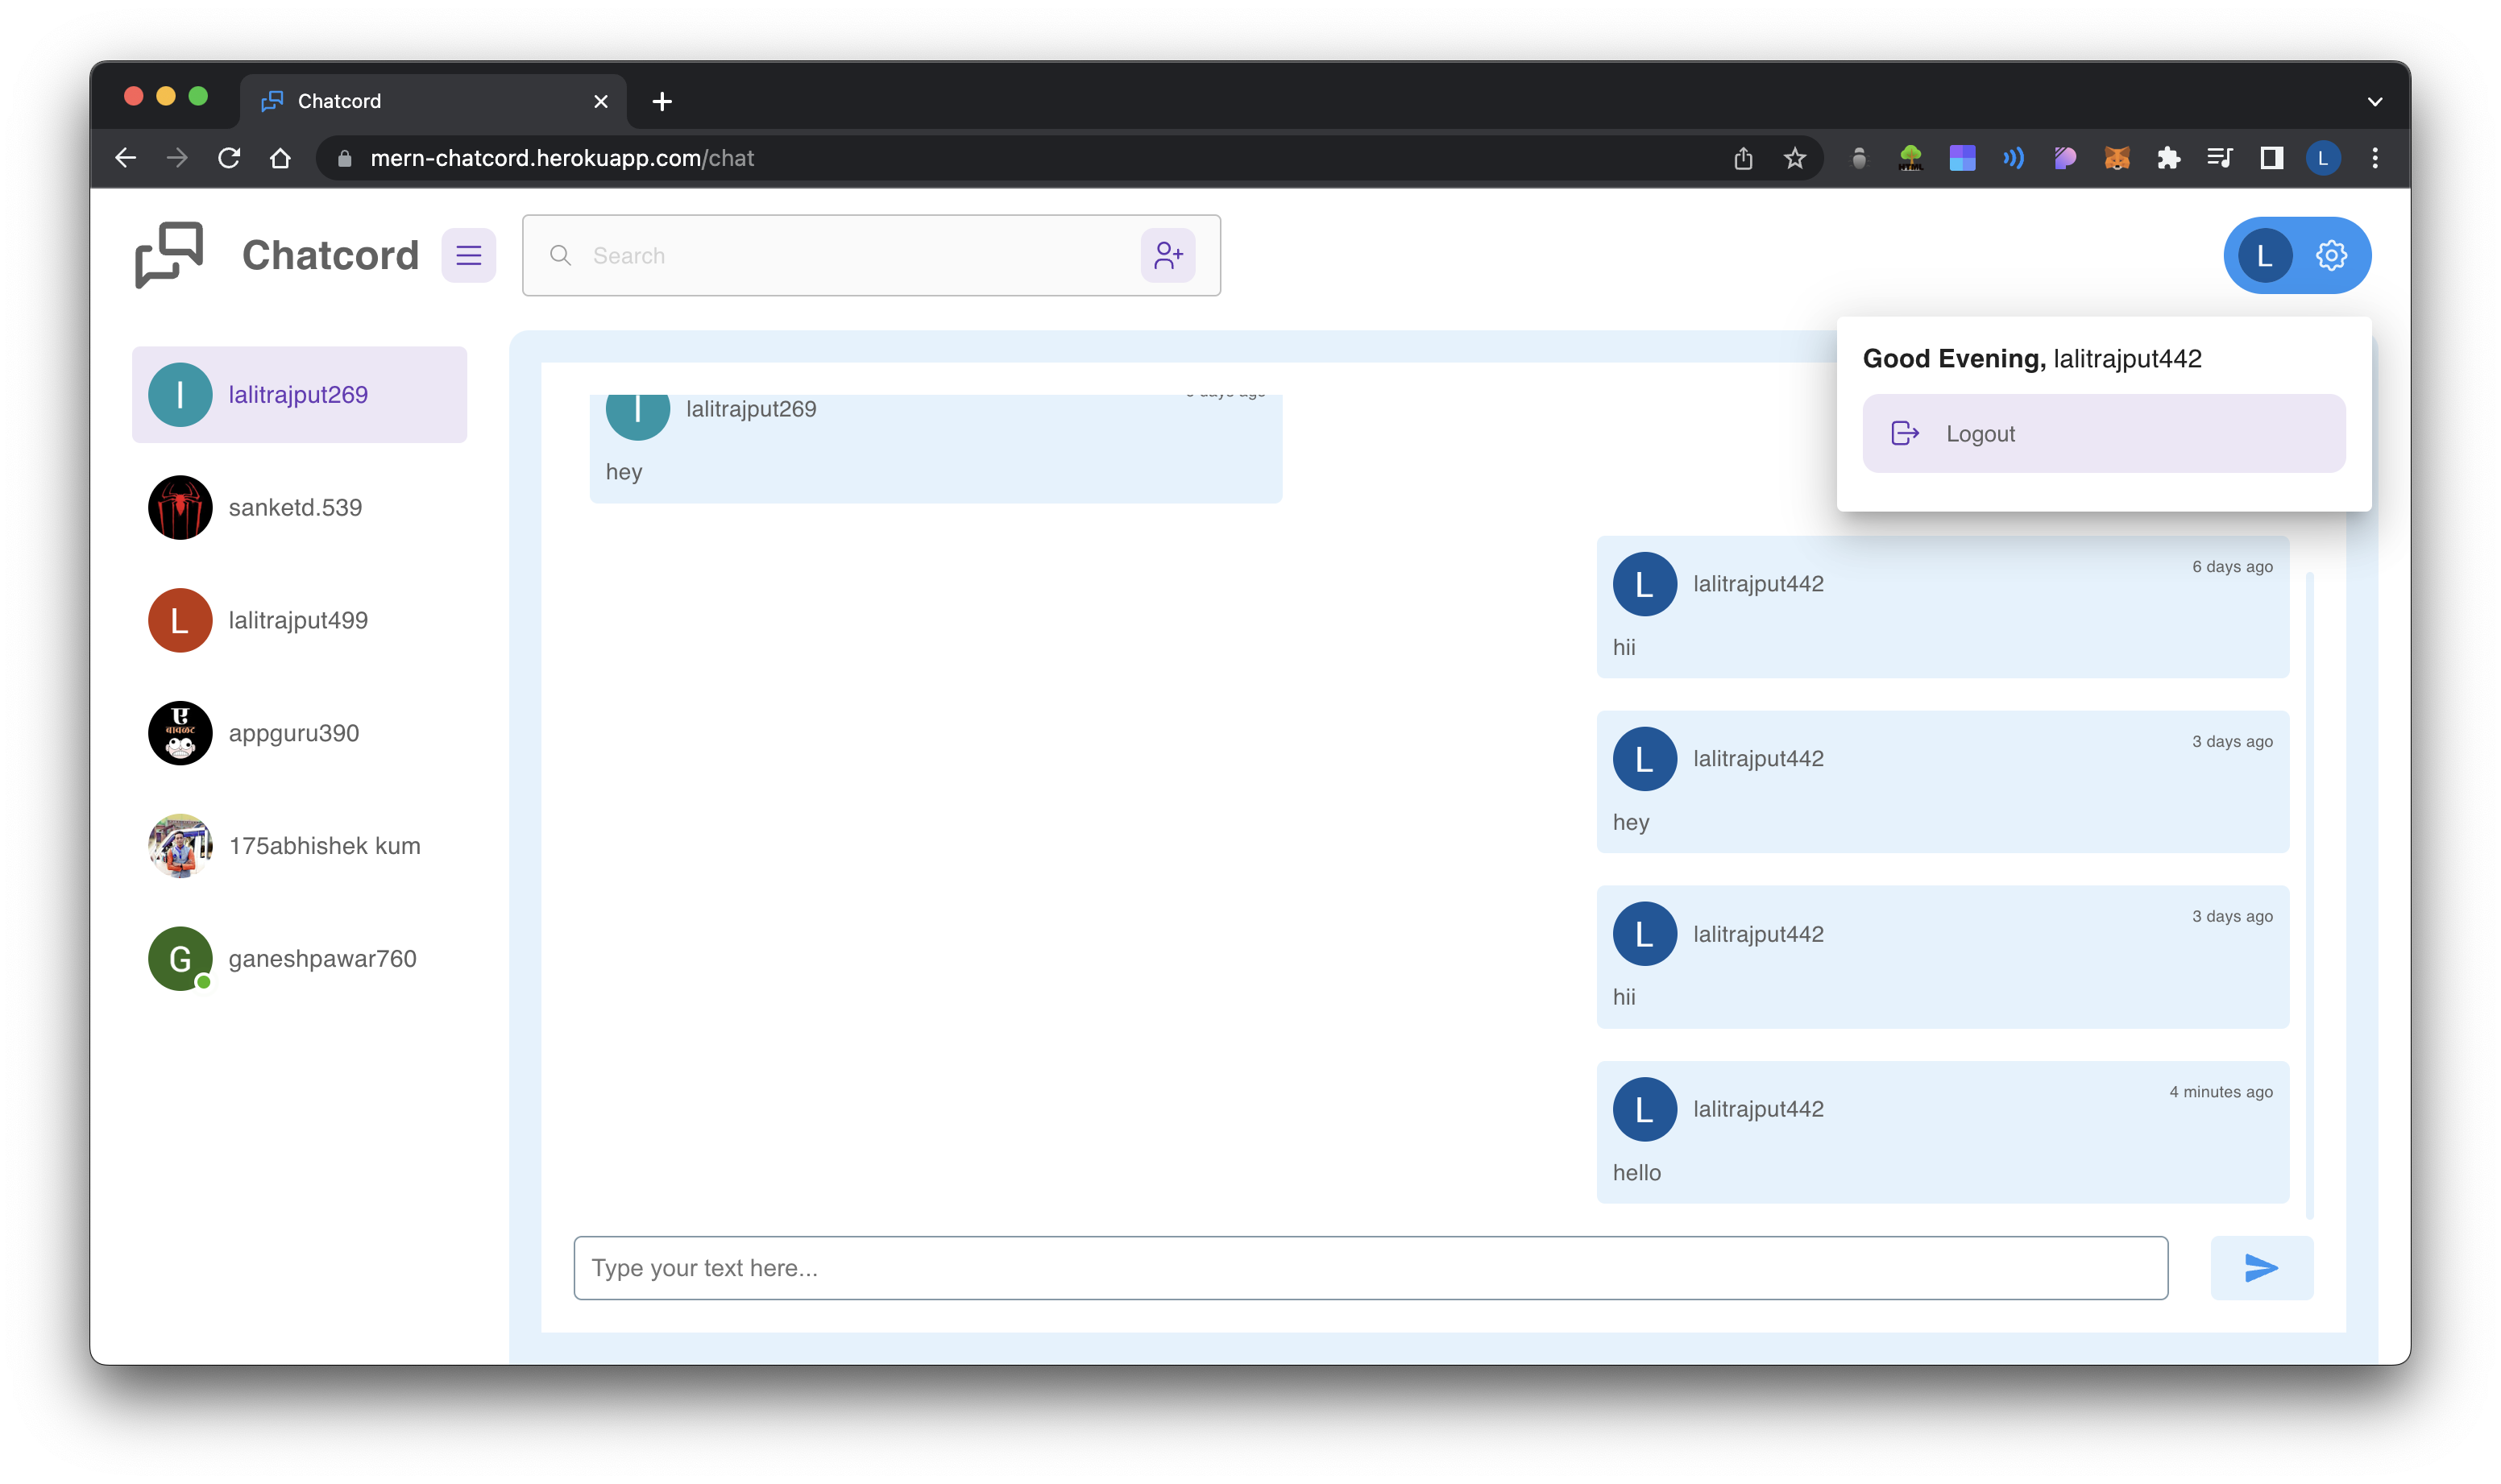 Chatcord
mern-chatcord.herokuapp.com/chat
L
Chatcord
Search
L
Good Evening, lalitrajput442
Logout
l
lalitrajput269
sanketd.539
L
lalitrajput499
appguru390
175abhishek kum
G
ganeshpawar760
days ago
l
lalitrajput269
hey
L
lalitrajput442
6 days ago
hii
L
lalitrajput442
3 days ago
hey
L
lalitrajput442
3 days ago
hii
L
lalitrajput442
4 minutes ago
hello
Type your text here...